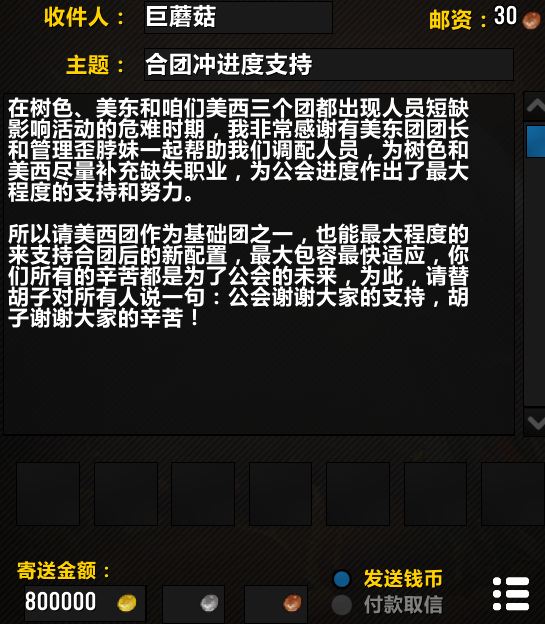 收件人： 巨蘑菇 邮资：30
主题： 合团冲进度支持
在树色、美东和咱们美西三个团都出现人员短缺
影响活动的危难时期，我非常感谢有美东团团长
和管理歪脖妹一起帮助我们调配人员，为树色和
美西尽量补充缺失职业，为公会进度作出了最大
程度的支持和努力。
所以请美西团作为基础团之一，也能最大程度的
来支持合团后的新配置，最大包容最快适应，你
们所有的辛苦都是为了公会的未来，为此，请替
胡子对所有人说一句：公会谢谢大家的支持，胡
子谢谢大家的辛苦！
寄送金额：
800000
发送钱币
付款取信